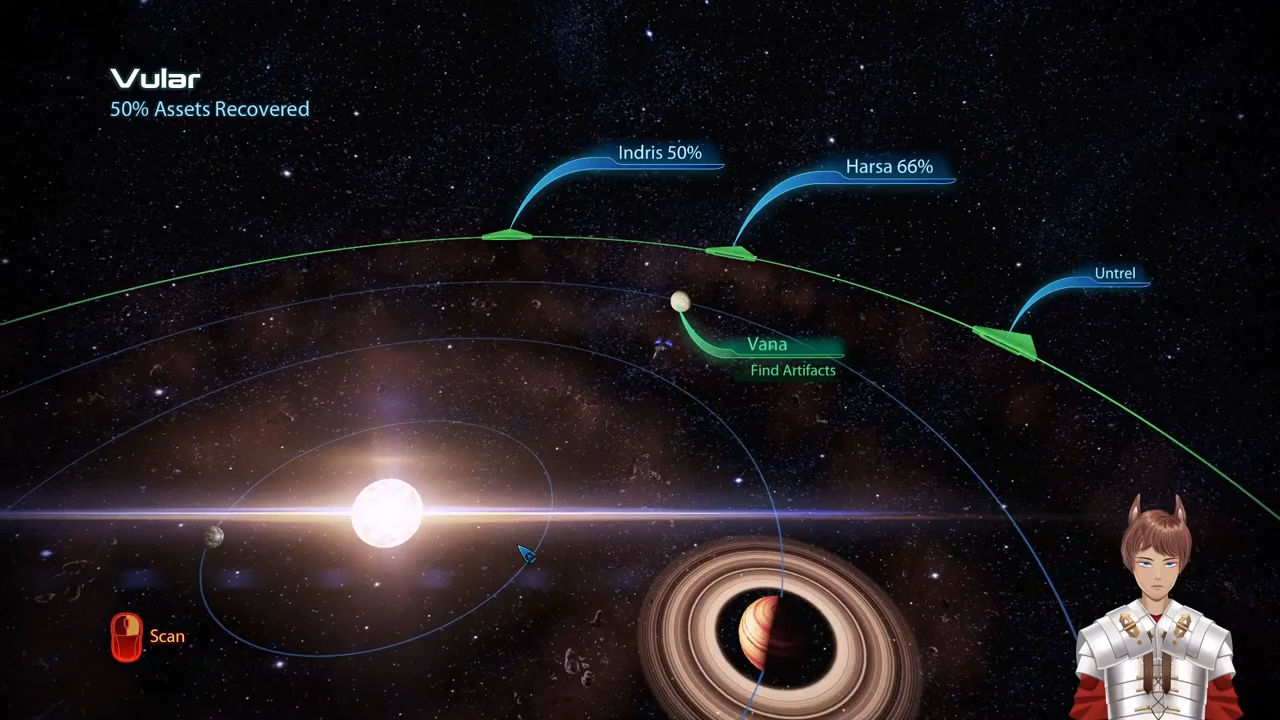 Vular
50% Assets Recovered
Indris 50%
Harsa 66%
Untrel
Vana
Find Artifacts
Scan